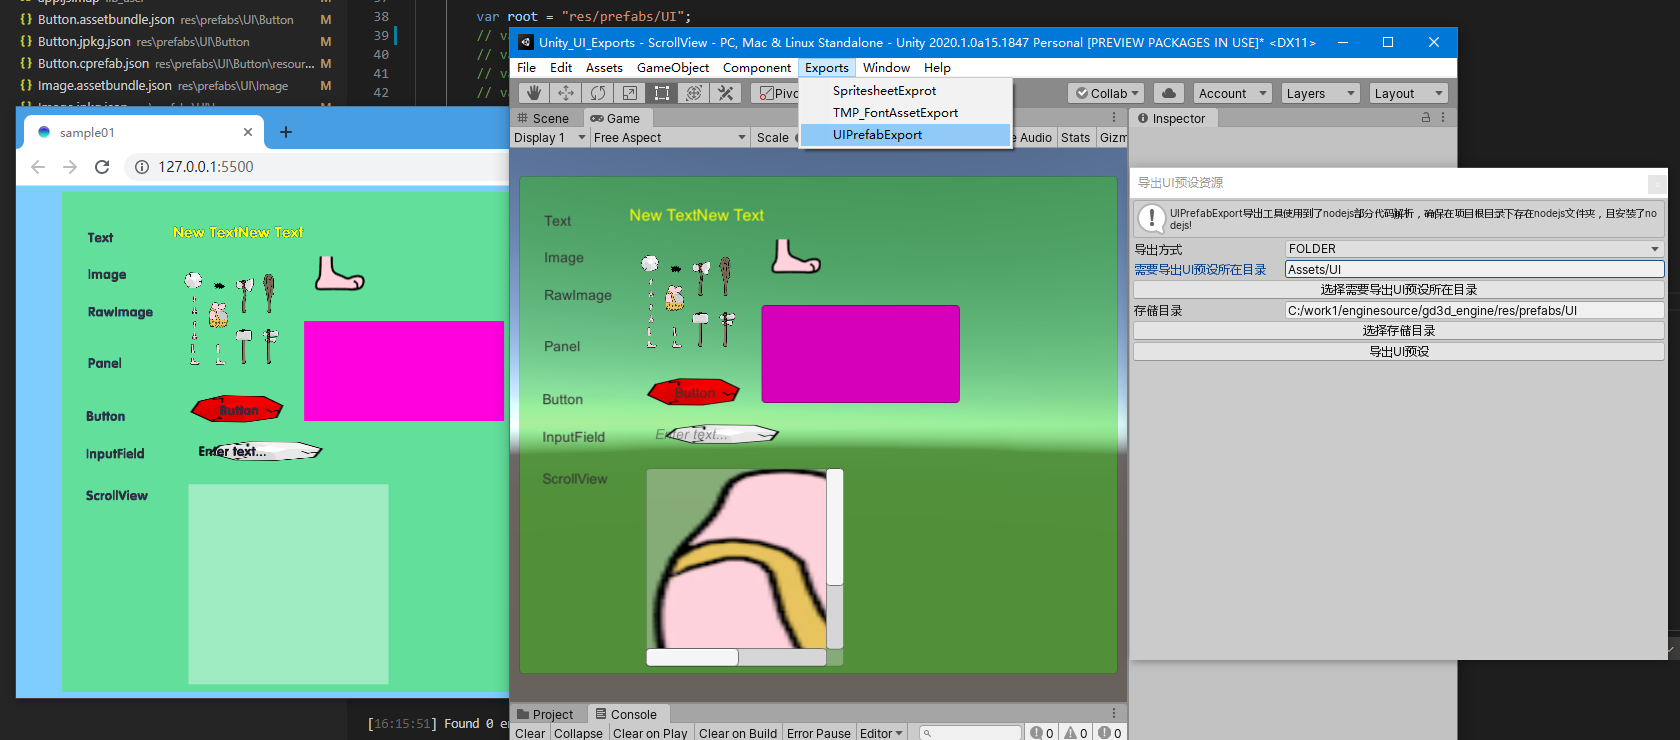 app.js.map lib_user
Button.assetbundle.json res\prefabs\UI\Button M
Button.jpkg.json res\prefabs\UI\Button M
Button.cprefab.json res\prefabs\UI\Button\resour... M
Image.assetbundle.json res\prefabs\UI\Image M
38 var root = "res/prefabs/UI";
39 // va
40 // va
41 // va
42 // va
sample01
127.0.0.1:5500
Text
New TextNew Text
Image
RawImage
Panel
Button
Button
InputField
Enter text...
ScrollView
[16:15:51] Found 0 e
Unity_UI_Exports - ScrollView - PC, Mac & Linux Standalone - Unity 2020.1.0a15.1847 Personal [PREVIEW PACKAGES IN USE]* <DX11>
File Edit Assets GameObject Component Exports Window Help
SpritesheetExprot
TMP_FontAssetExport
UIPrefabExport
Pivo
Collab
Account
Layers
Layout
Scene
Game
Inspector
Display 1
Free Aspect
Scale
e Audio
Stats
Gizm
Text
New TextNew Text
Image
RawImage
Panel
Button
Button
InputField
Enter text...
ScrollView
Project
Console
Clear Collapse Clear on Play Clear on Build Error Pause Editor 0 0 0
导出UI预设资源
UIPrefabExport导出工具使用到了nodejs部分代码解析，确保在项目根目录下存在nodejs文件夹，且安装了no
dejs!
导出方式 FOLDER
需要导出UI预设所在目录 Assets/UI
选择需要导出UI预设所在目录
存储目录 C:/work1/enginesource/gd3d_engine/res/prefabs/UI
选择存储目录
导出UI预设